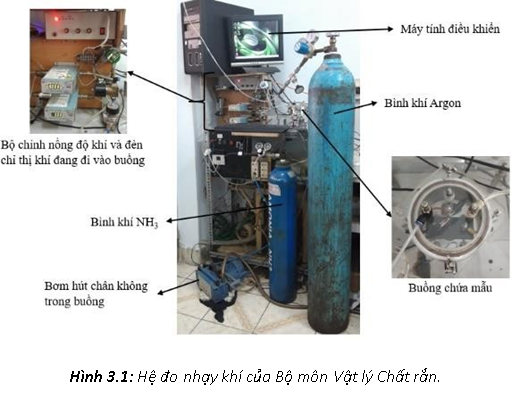 Máy tính điều khiển
Bình khí Argon
Bộ chỉnh nồng độ khí và đèn
chỉ thị khí đang đi vào buồng
Bình khí NH3
AMONIA NH3
Bơm hút chân không
trong buồng
Buồng chứa mẫu
Hình 3.1: Hệ đo nhạy khí của Bộ môn Vật lý Chất rắn.